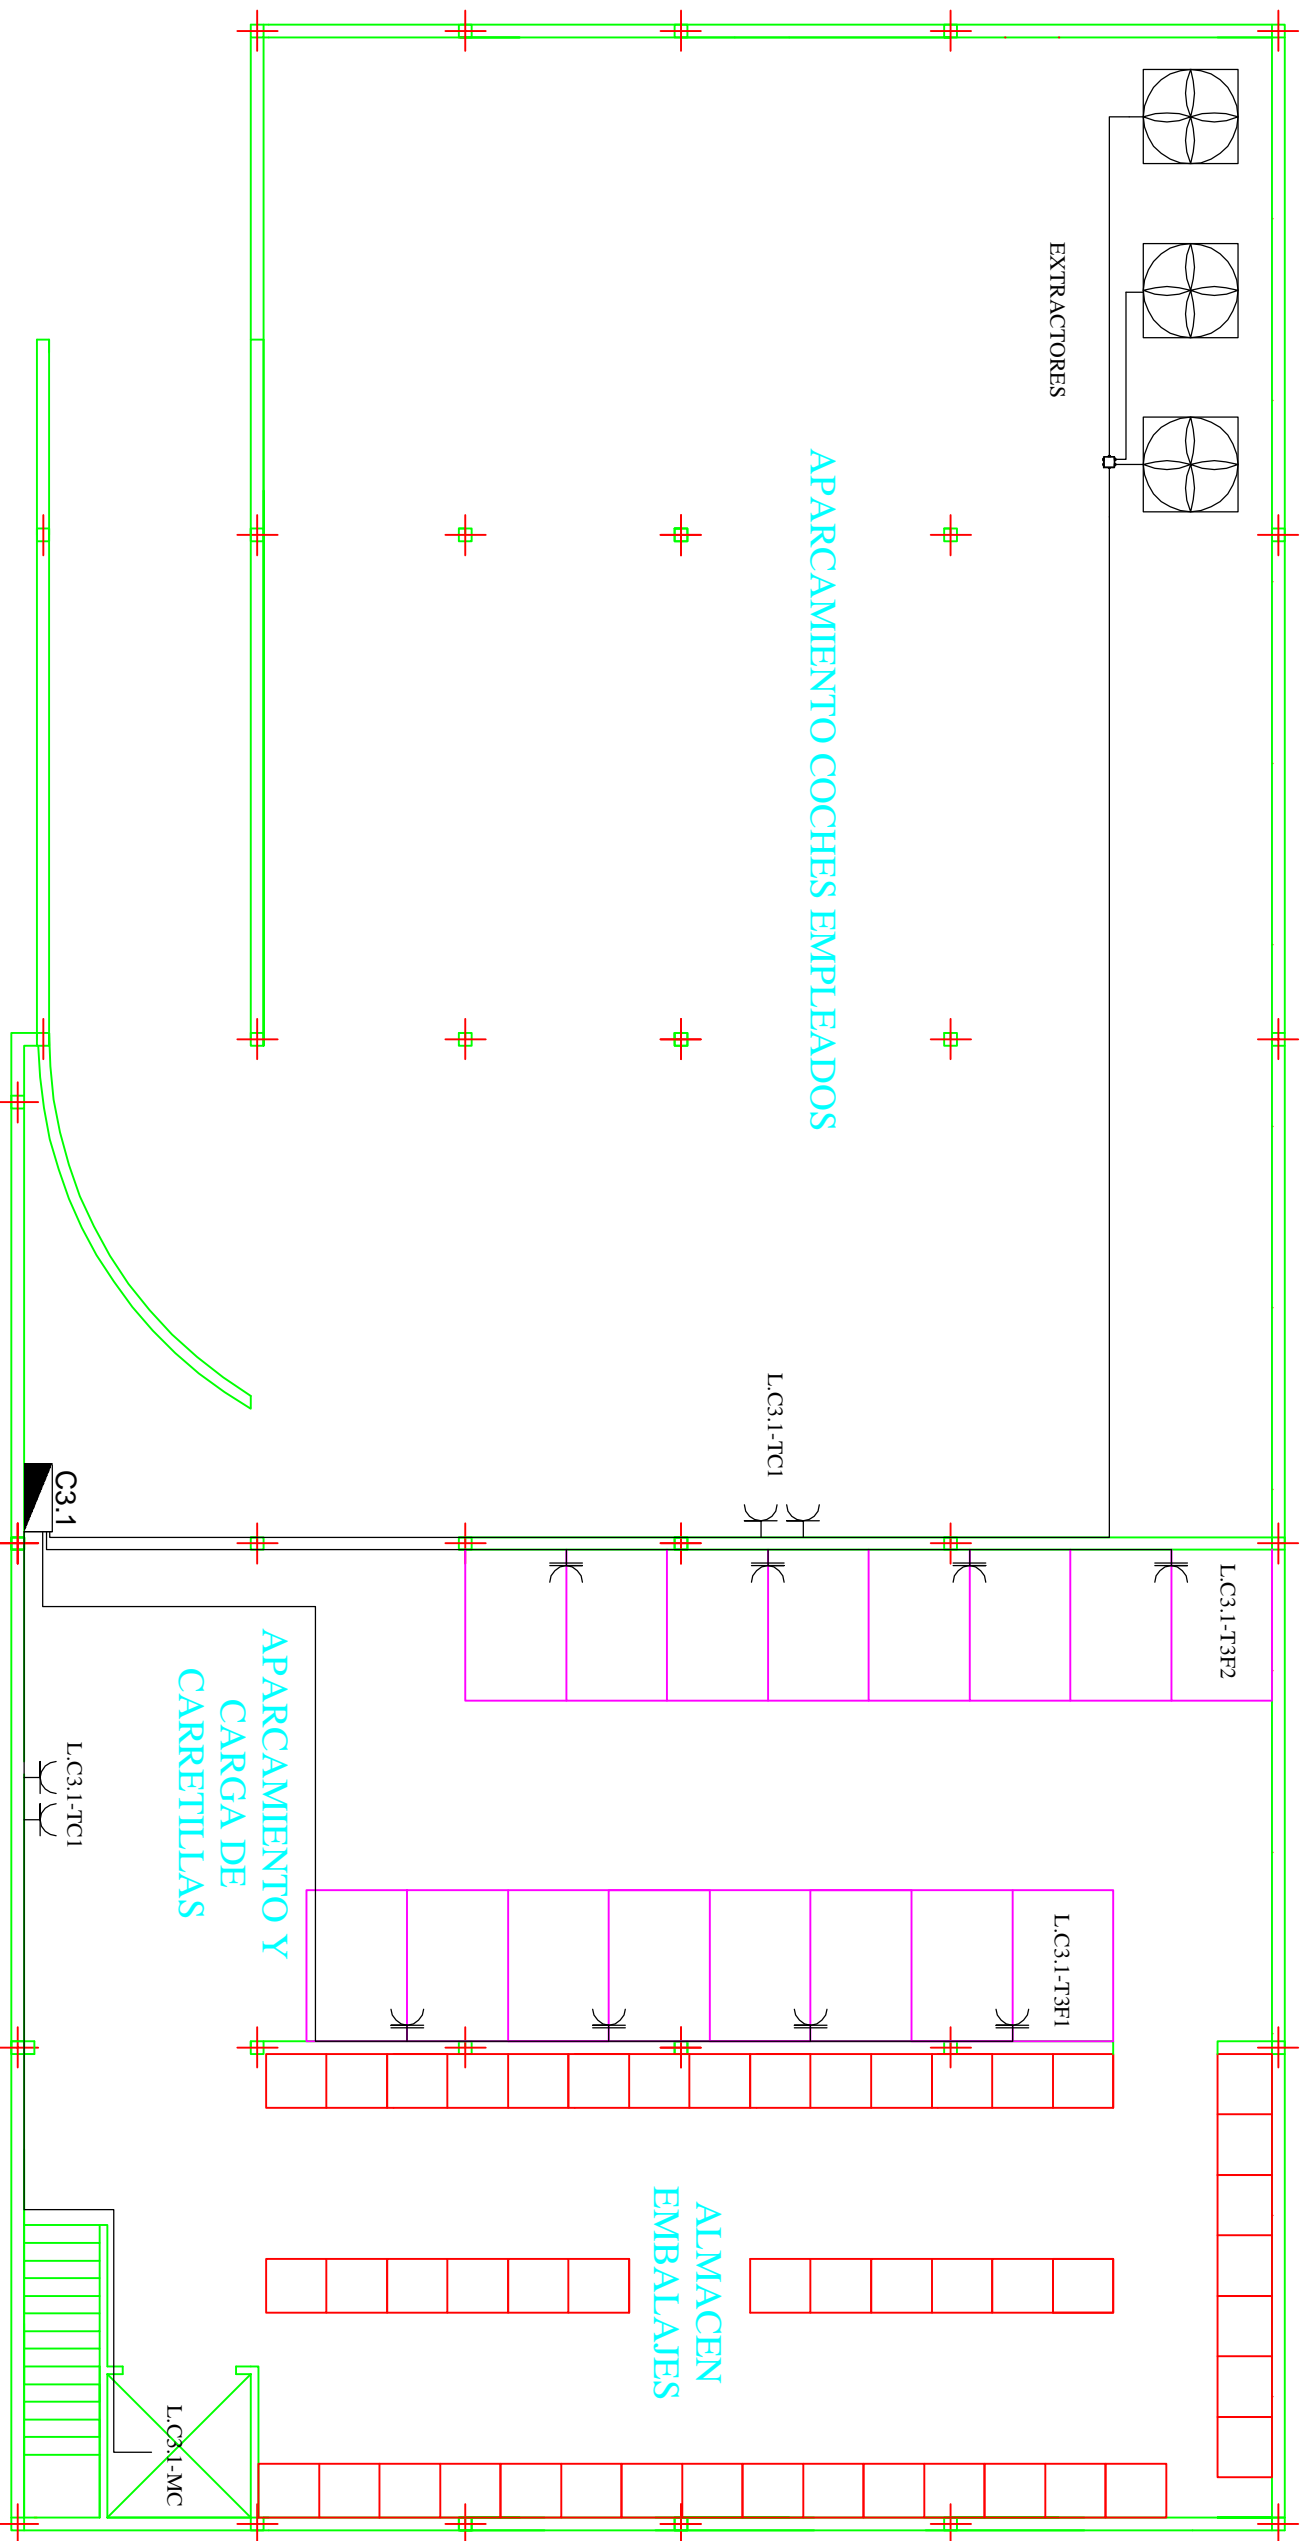 EXTRACTORES
APARCAMIENTO COCHES EMPLEADOS
L.C3.1-TC1
C3.1
L.C3.1-T3F2
APARCAMIENTO Y
CARGA DE
CARRETILLAS
L.C3.1-TC1
L.C3.1-T3F1
ALMACEN
EMBALAJES
L.C3.1-MC